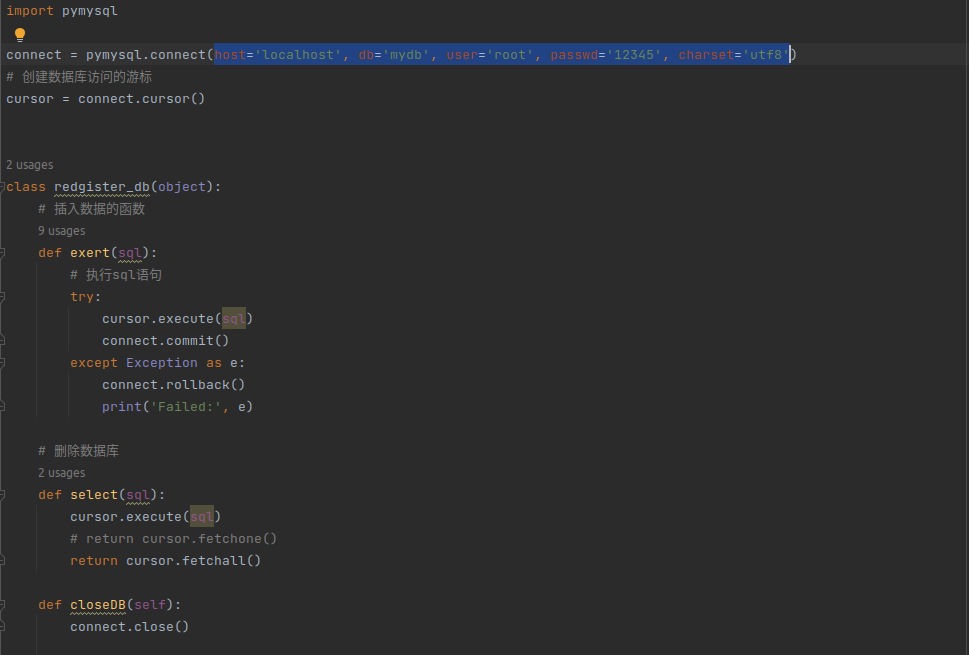 import pymysql
connect = pymysql.connect(host='localhost', db='mydb', user='root', passwd='12345', charset='utf8')
# 创建数据库访问的游标
cursor = connect.cursor()
2 usages
class redgister_db(object):
# 插入数据的函数
9 usages
def exert(sql):
# 执行sql语句
try:
cursor.execute(sql)
connect.commit()
except Exception as e:
connect.rollback()
print('Failed:', e)
# 删除数据库
2 usages
def select(sql):
cursor.execute(sql)
# return cursor.fetchone()
return cursor.fetchall()
def closeDB(self):
connect.close()